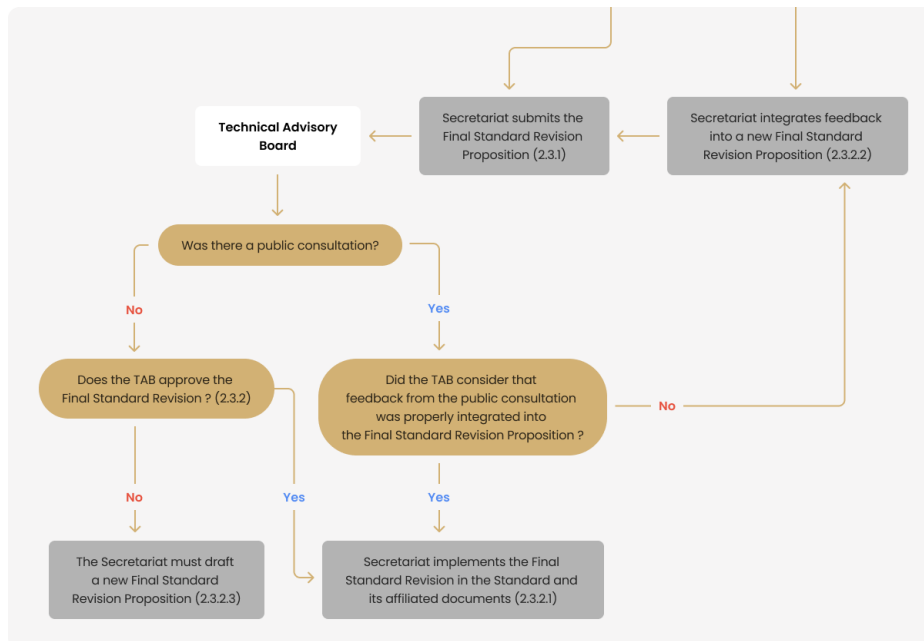 Secretariat submits the
Final Standard Revision
Proposition (2.3.1)
Secretariat integrates feedback
into a new Final Standard
Revision Proposition (2.3.2.2)
Technical Advisory
Board
Was there a public consultation?
No
Yes
Does the TAB approve the
Final Standard Revision ? (2.3.2)
Did the TAB consider that
feedback from the public consultation
was properly integrated into
the Final Standard Revision Proposition ?
No
No
Yes
Yes
The Secretariat must draft
a new Final Standard
Revision Proposition (2.3.2.3)
Secretariat implements the Final
Standard Revision in the Standard and
its affiliated documents (2.3.2.1)